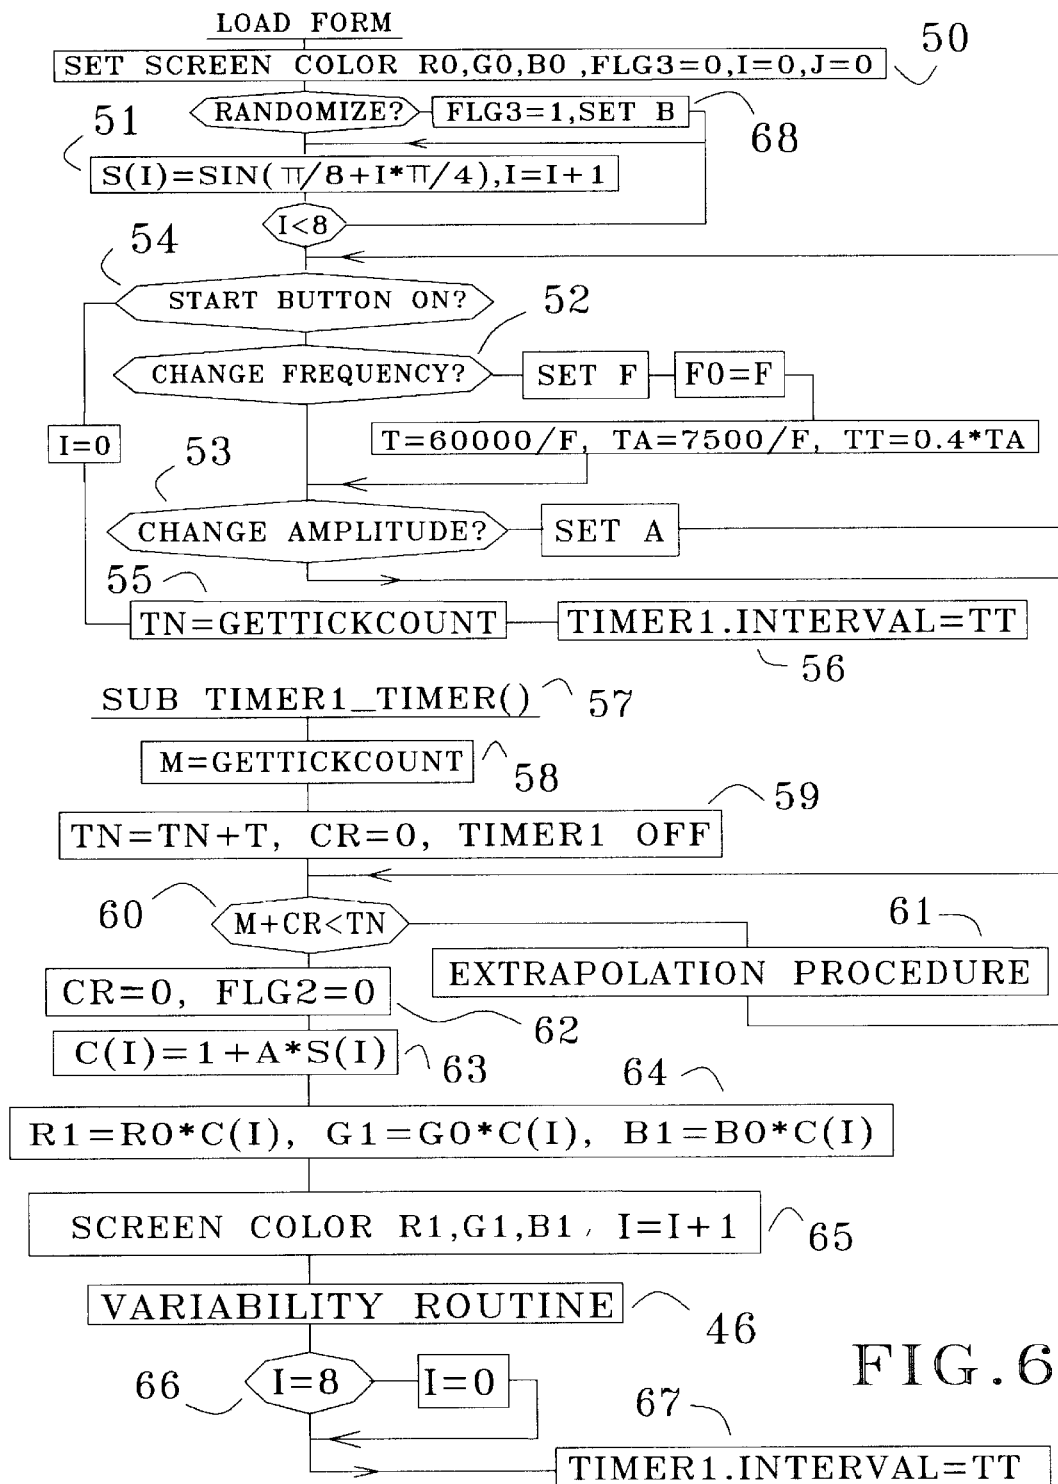 LOAD FORM
SET SCREEN COLOR R0,G0,B0 ,FLG3=0,I=0,J=0
50
RANDOMIZE?
FLG3=1,SET B
68
51
S(I)=SIN(π/8+I*π/4),I=I+1
I<8
54
START BUTTON ON?
52
CHANGE FREQUENCY?
SET F
F0=F
I=0
T=60000/F, TA=7500/F, TT=0.4*TA
53
CHANGE AMPLITUDE?
SET A
55
TN=GETTICKCOUNT
TIMER1.INTERVAL=TT
56
SUB TIMER1_TIMER()
57
M=GETTICKCOUNT
58
59
TN=TN+T, CR=0, TIMER1 OFF
60
M+CR<TN
61
EXTRAPOLATION PROCEDURE
CR=0, FLG2=0
62
C(I)=1+A*S(I)
63
64
R1=R0*C(I), G1=G0*C(I), B1=B0*C(I)
SCREEN COLOR R1,G1,B1, I=I+1
65
VARIABILITY ROUTINE
46
FIG.6
66
I=8
I=0
67
TIMER1.INTERVAL=TT